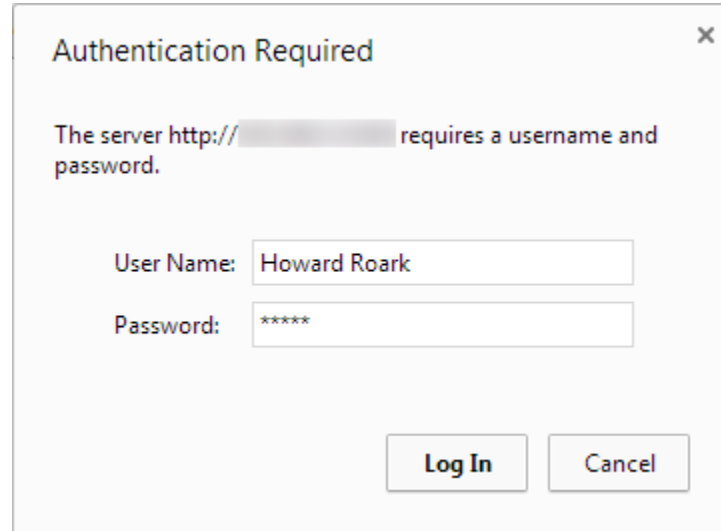 Authentication Required
The server http:// requires a username and
password.
User Name: Howard Roark
Password: *****
Log In Cancel